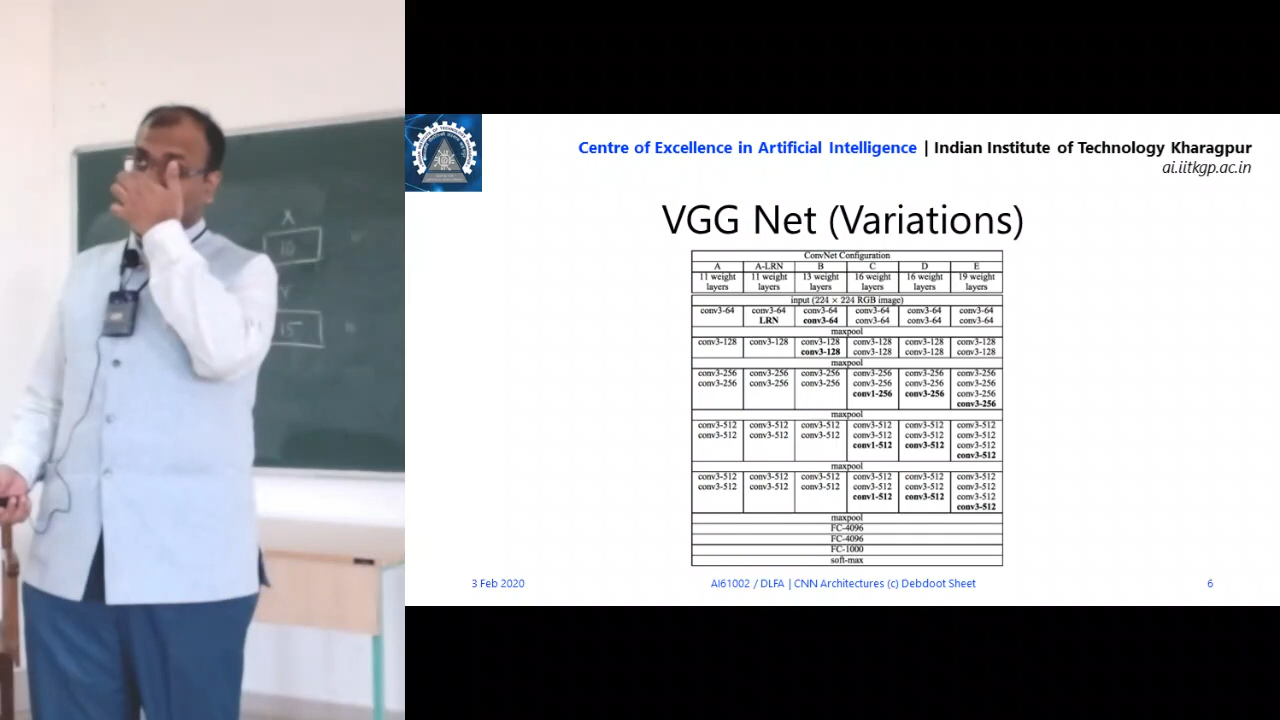 Centre of Excellence in Artificial Intelligence | Indian Institute of Technology Kharagpur
ai.iitkgp.ac.in
VGG Net (Variations)
ConvNet Configuration
A A-LRN B C D E
11 weight layers 11 weight layers 13 weight layers 16 weight layers 16 weight layers 19 weight layers
input (224 × 224 RGB image)
conv3-64 conv3-64 conv3-64 conv3-64 conv3-64 conv3-64
LRN conv3-64 conv3-64 conv3-64 conv3-64
maxpool
conv3-128 conv3-128 conv3-128 conv3-128 conv3-128 conv3-128
conv3-128 conv3-128 conv3-128 conv3-128
maxpool
conv3-256 conv3-256 conv3-256 conv3-256 conv3-256 conv3-256
conv3-256 conv3-256 conv3-256 conv3-256 conv3-256 conv3-256
conv1-256 conv3-256 conv3-256
conv3-256
maxpool
conv3-512 conv3-512 conv3-512 conv3-512 conv3-512 conv3-512
conv3-512 conv3-512 conv3-512 conv3-512 conv3-512 conv3-512
conv1-512 conv3-512 conv3-512
conv3-512
maxpool
conv3-512 conv3-512 conv3-512 conv3-512 conv3-512 conv3-512
conv3-512 conv3-512 conv3-512 conv3-512 conv3-512 conv3-512
conv1-512 conv3-512 conv3-512
conv3-512
maxpool
FC-4096
FC-4096
FC-1000
soft-max
3 Feb 2020
AI61002 / DLFA | CNN Architectures (c) Debdoot Sheet
6